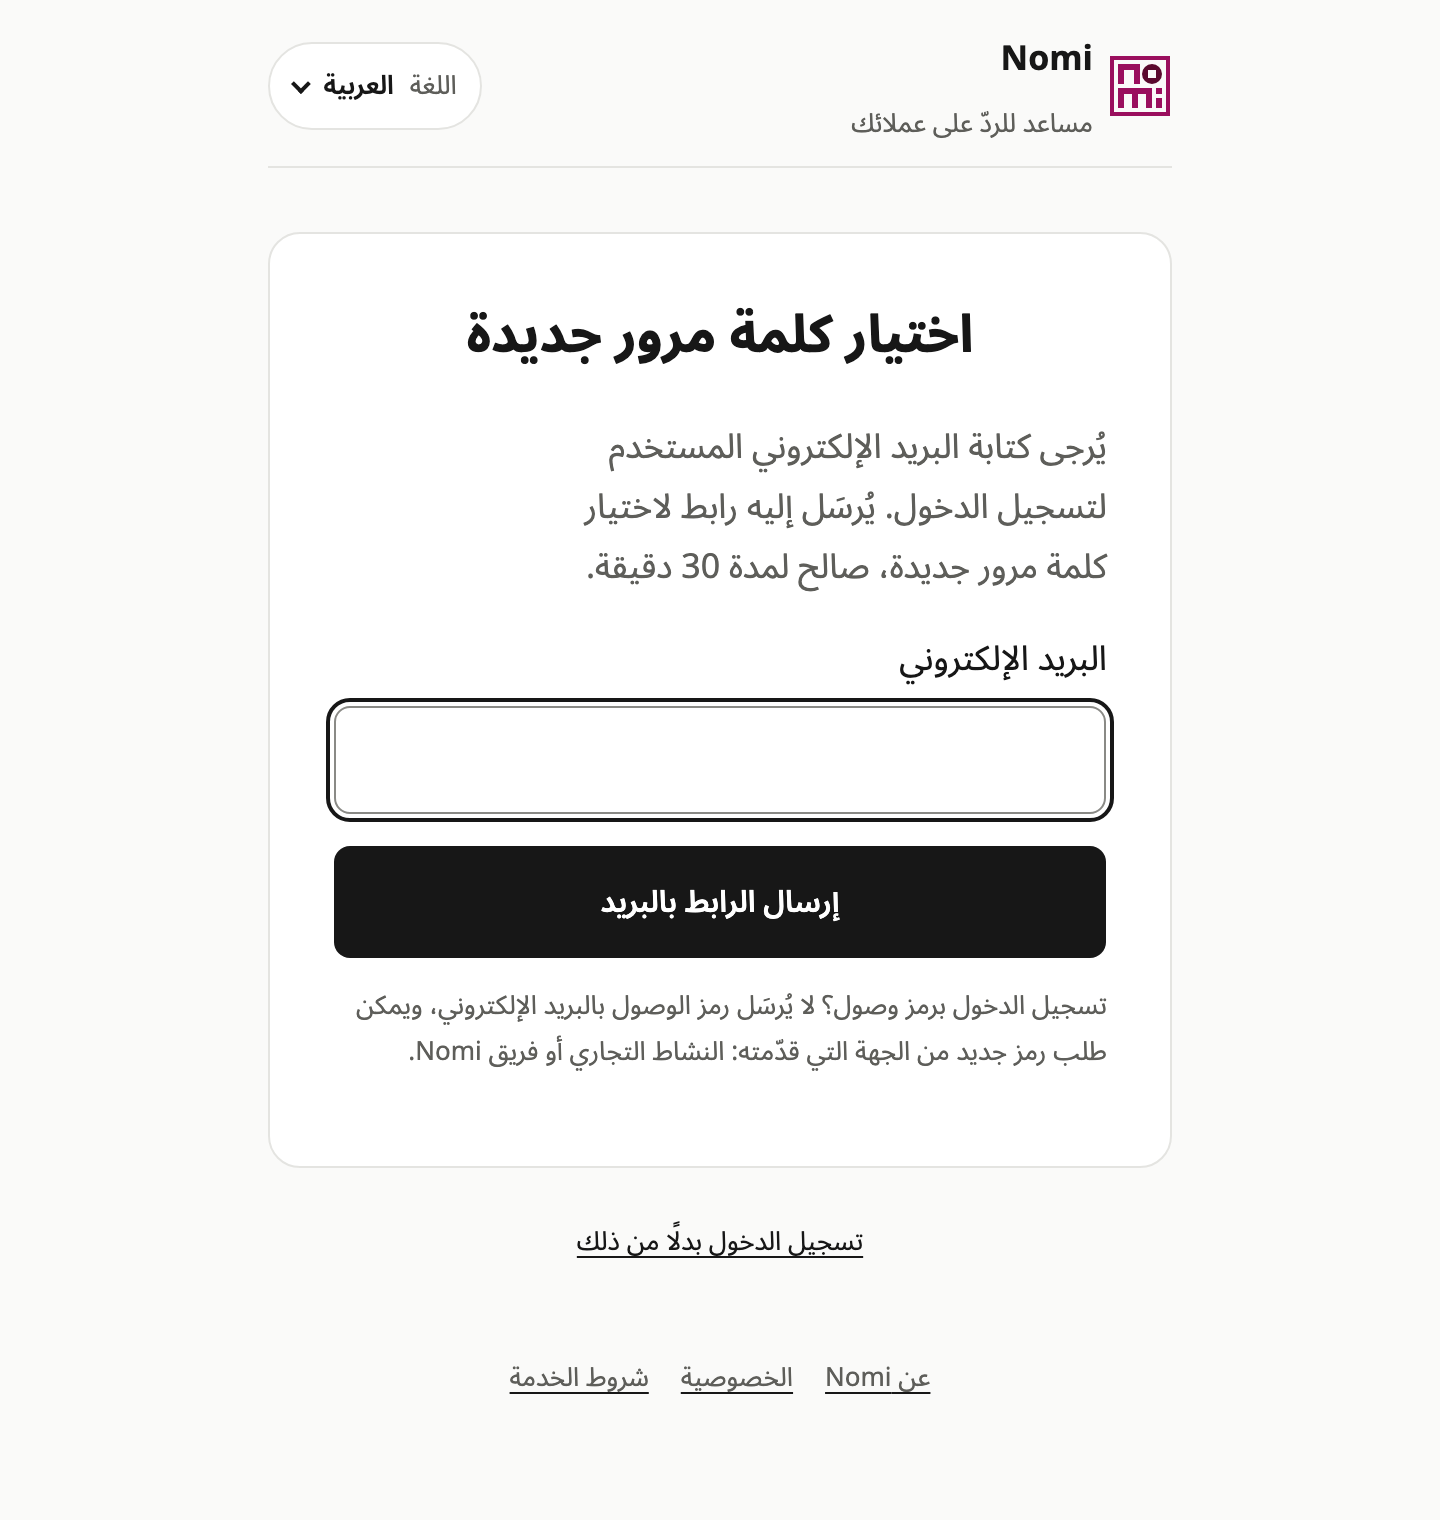 Nomi
مساعد للردّ على عملائك
اللغة العربية
اختيار كلمة مرور جديدة
يُرجى كتابة البريد الإلكتروني المستخدم
لتسجيل الدخول. يُرسَل إليه رابط لاختيار
كلمة مرور جديدة، صالح لمدة 30 دقيقة.
البريد الإلكتروني
إرسال الرابط بالبريد
تسجيل الدخول برمز وصول؟ لا يُرسَل رمز الوصول بالبريد الإلكتروني، ويمكن
طلب رمز جديد من الجهة التي قدّمته: النشاط التجاري أو فريق Nomi.
تسجيل الدخول بدلًا من ذلك
عن Nomi الخصوصية شروط الخدمة